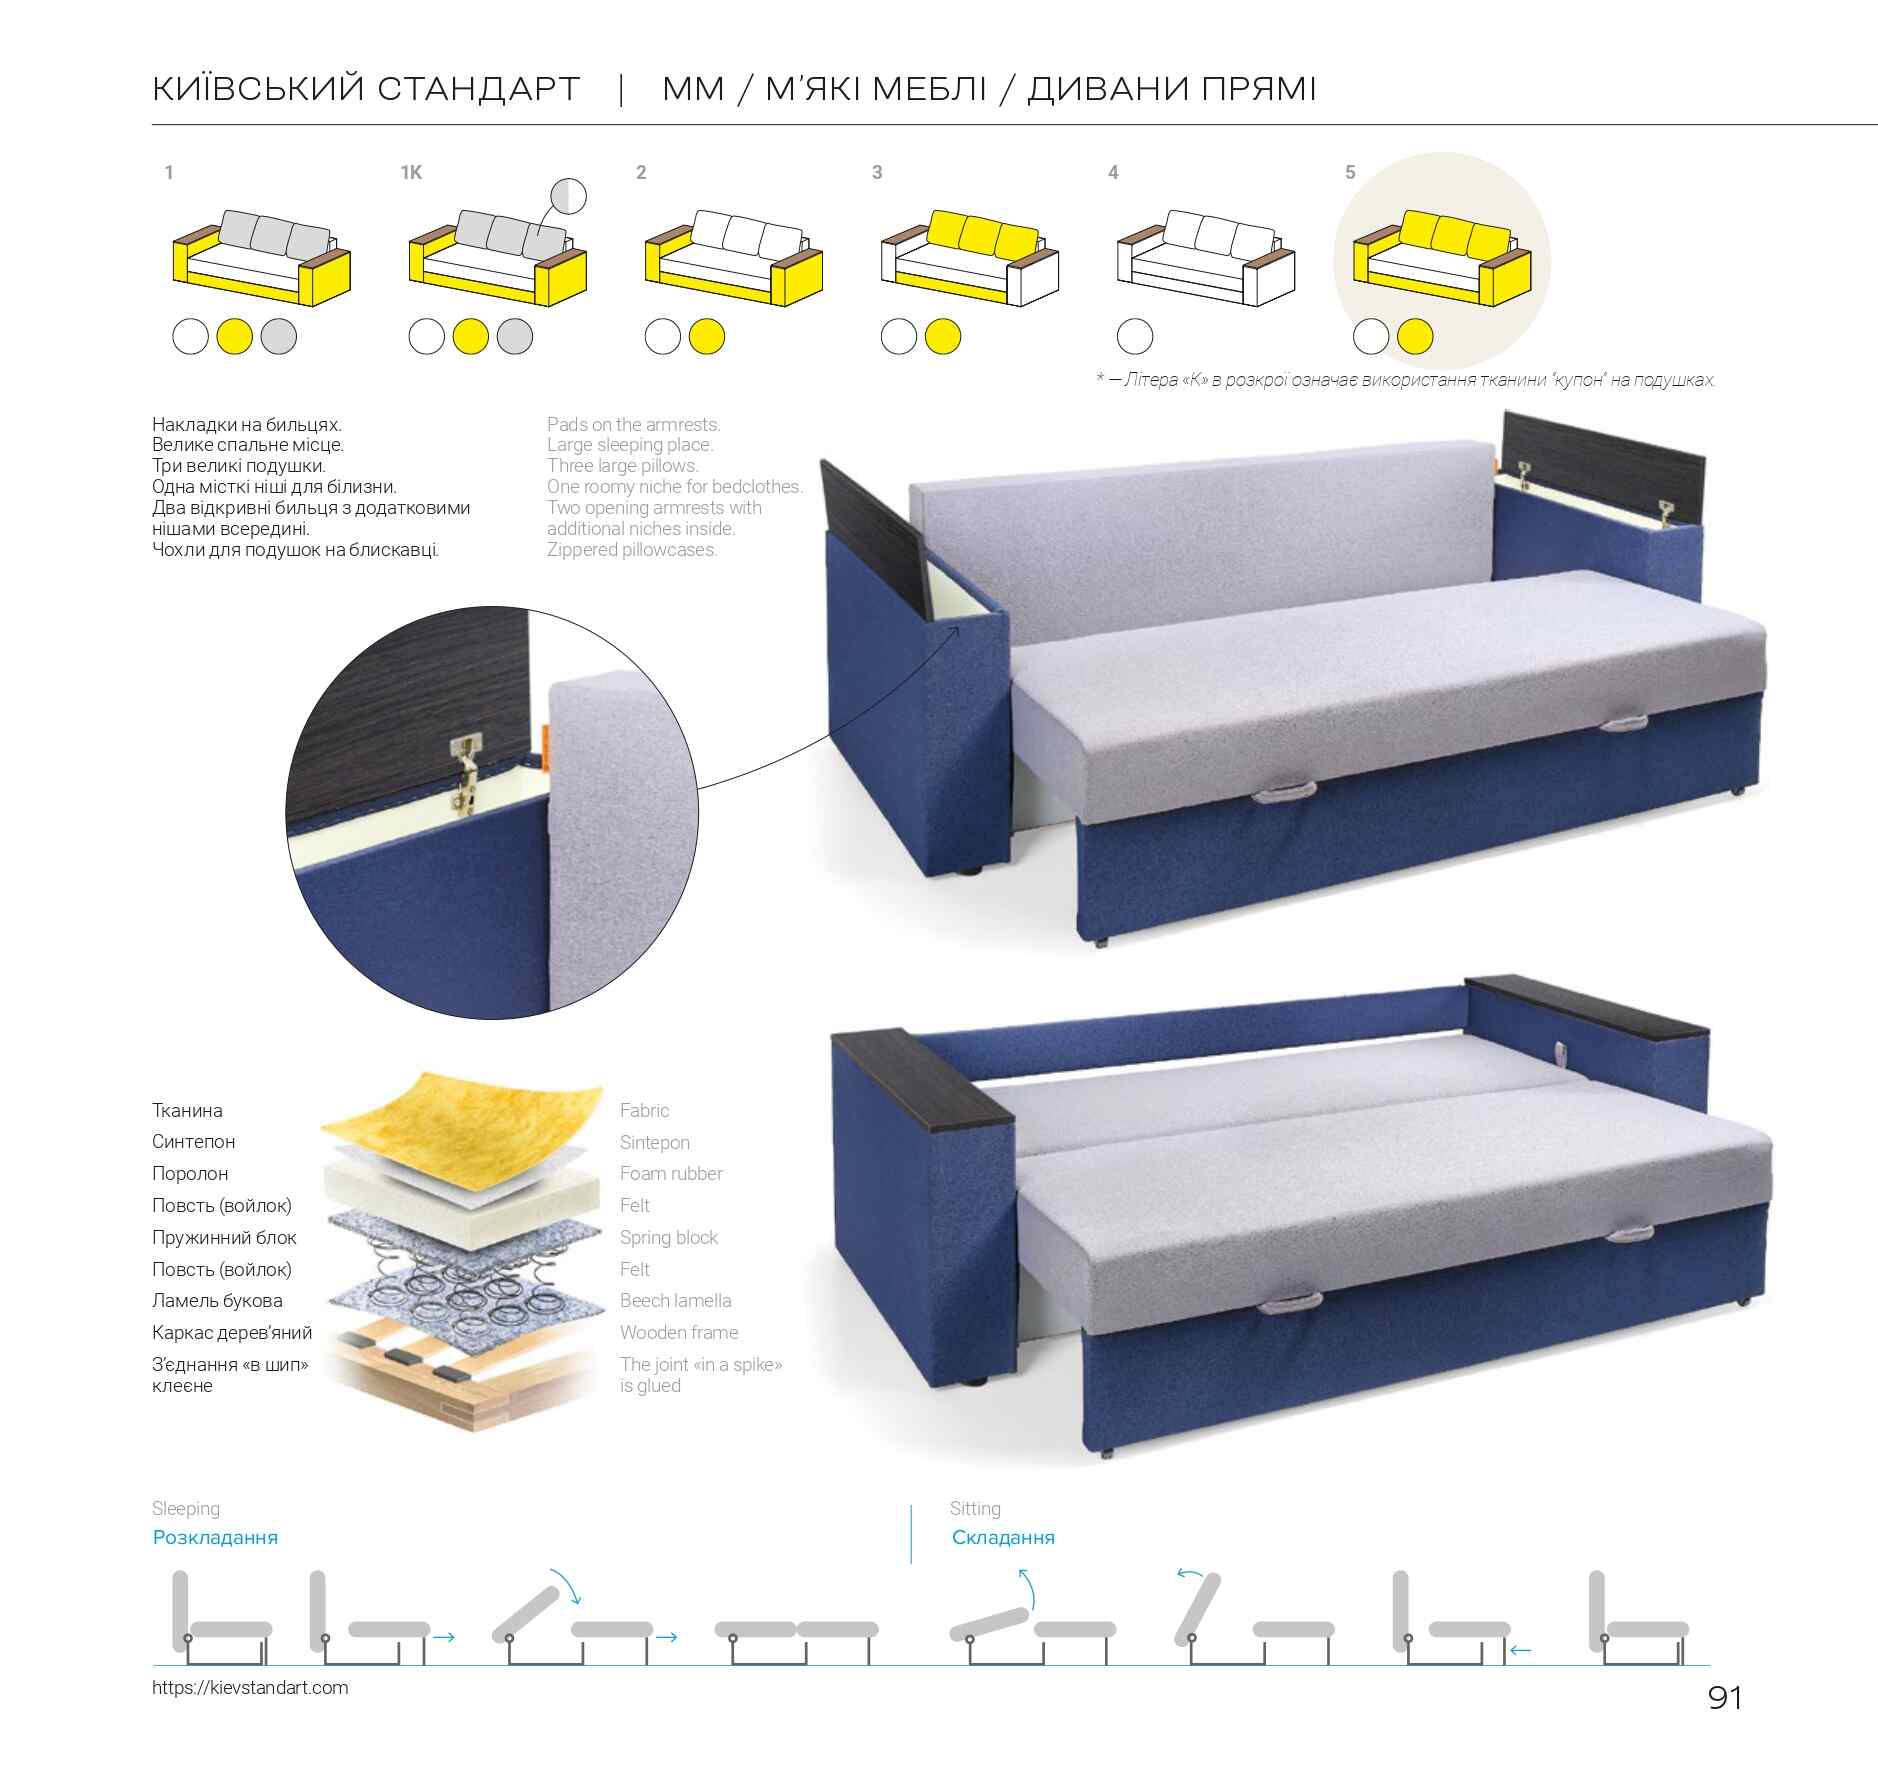 КИЇВСЬКИЙ СТАНДАРТ | ММ / М’ЯКІ МЕБЛІ / ДИВАНИ ПРЯМІ
1
1К
2
3
4
5
* — Літера «К» в розкрої означає використання тканини "купон" на подушках.
Накладки на бильцях.
Велике спальне місце.
Три великі подушки.
Одна місткі ніші для білизни.
Два відкривні бильця з додатковими
нішами всередині.
Чохли для подушок на блискавці.
Pads on the armrests.
Large sleeping place.
Three large pillows.
One roomy niche for bedclothes.
Two opening armrests with
additional niches inside.
Zippered pillowcases.
Тканина
Синтепон
Поролон
Повсть (войлок)
Пружинний блок
Повсть (войлок)
Ламель букова
Каркас дерев’яний
З’єднання «в шип»
клеєне
Fabric
Sintepon
Foam rubber
Felt
Spring block
Felt
Beech lamella
Wooden frame
The joint «in a spike»
is glued
Sleeping
Розкладання
Sitting
Складання
https://kievstandart.com
91